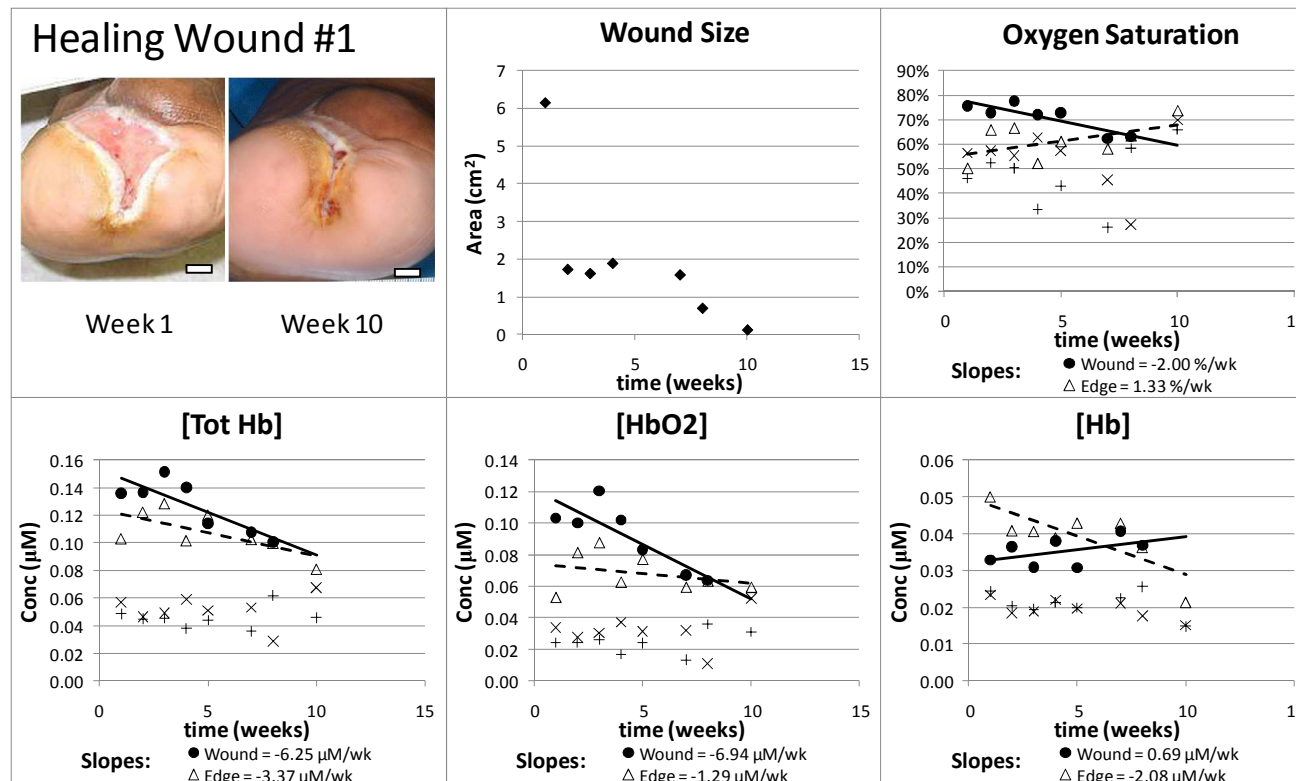 Healing Wound #1
Week 1
Week 10
Wound Size
7
6
5
4
3
2
1
0
Area (cm²)
0 5 10 15
time (weeks)
Oxygen Saturation
90%
80%
70%
60%
50%
40%
30%
20%
10%
0%
0 5 10 1
time (weeks)
Slopes:
Wound = -2.00 %/wk
Edge = 1.33 %/wk
[Tot Hb]
0.16
0.14
0.12
0.10
0.08
0.06
0.04
0.02
0.00
Conc (µM)
0 5 10 15
time (weeks)
Slopes:
Wound = -6.25 µM/wk
Edge = -3.37 µM/wk
[HbO2]
0.14
0.12
0.10
0.08
0.06
0.04
0.02
0.00
Conc (µM)
0 5 10 15
time (weeks)
Slopes:
Wound = -6.94 µM/wk
Edge = -1.29 µM/wk
[Hb]
0.06
0.05
0.04
0.03
0.02
0.01
0.00
Conc (µM)
0 5 10 1
time (weeks)
Slopes:
Wound = 0.69 µM/wk
Edge = -2.08 µM/wk